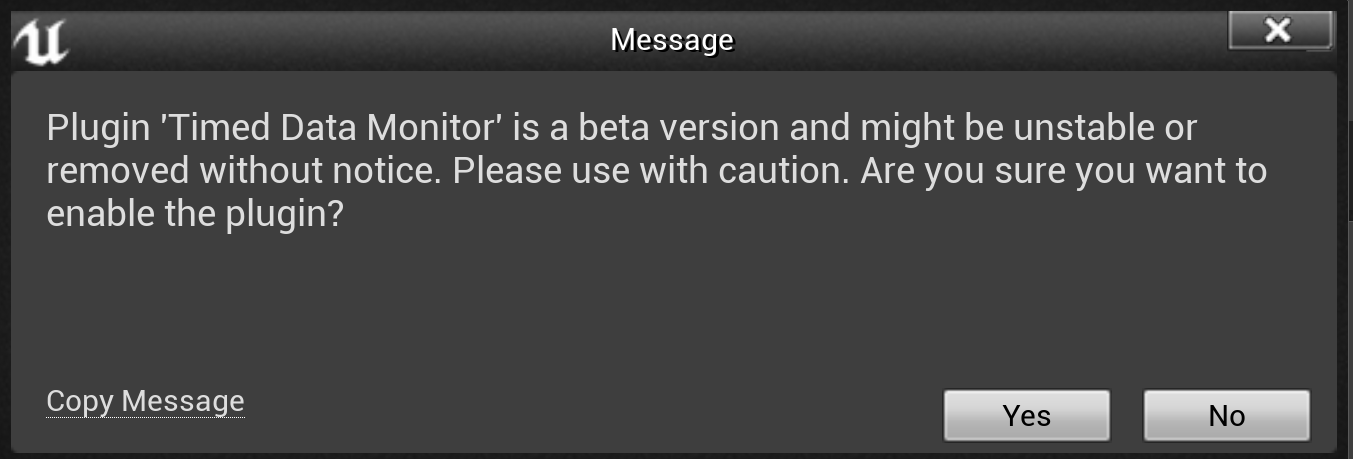 Message
Plugin 'Timed Data Monitor' is a beta version and might be unstable or
removed without notice. Please use with caution. Are you sure you want to
enable the plugin?
Copy Message
Yes
No